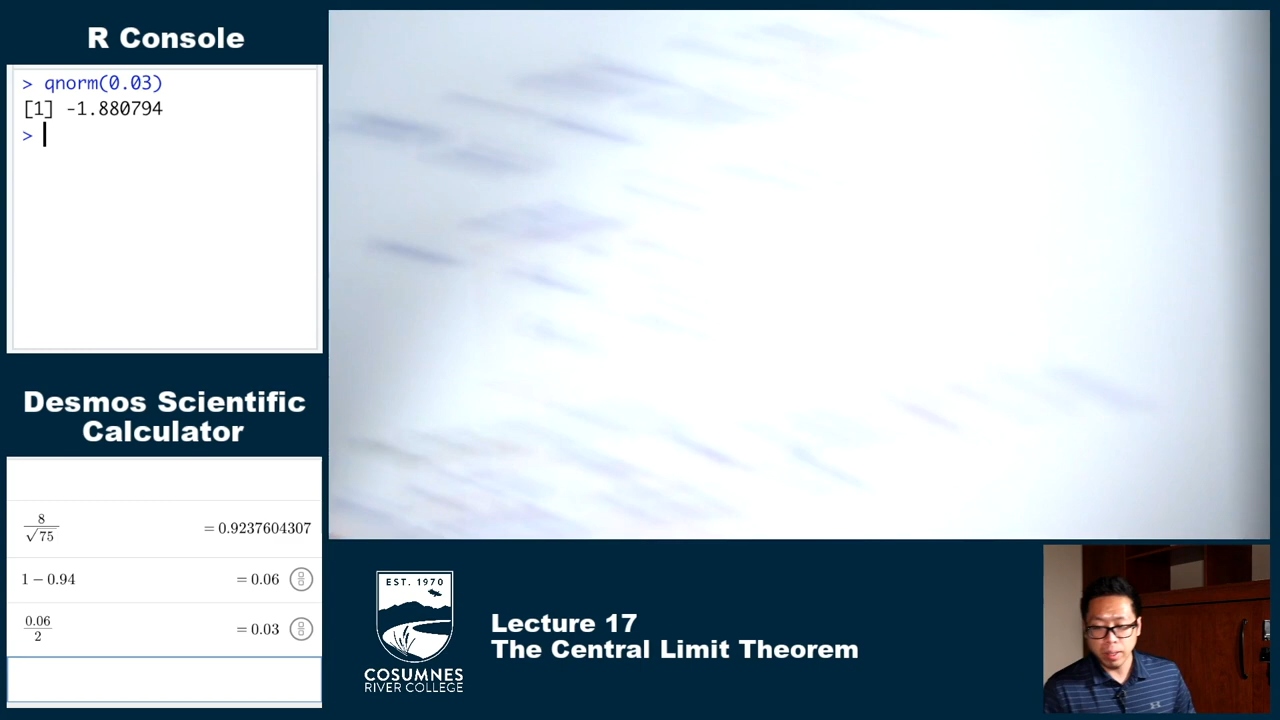 R Console
> qnorm(0.03)
[1] -1.880794
>
Desmos Scientific
Calculator
8/√75 = 0.9237604307
1 − 0.94 = 0.06
0.06/2 = 0.03
EST. 1970
COSUMNES
RIVER COLLEGE
Lecture 17
The Central Limit Theorem